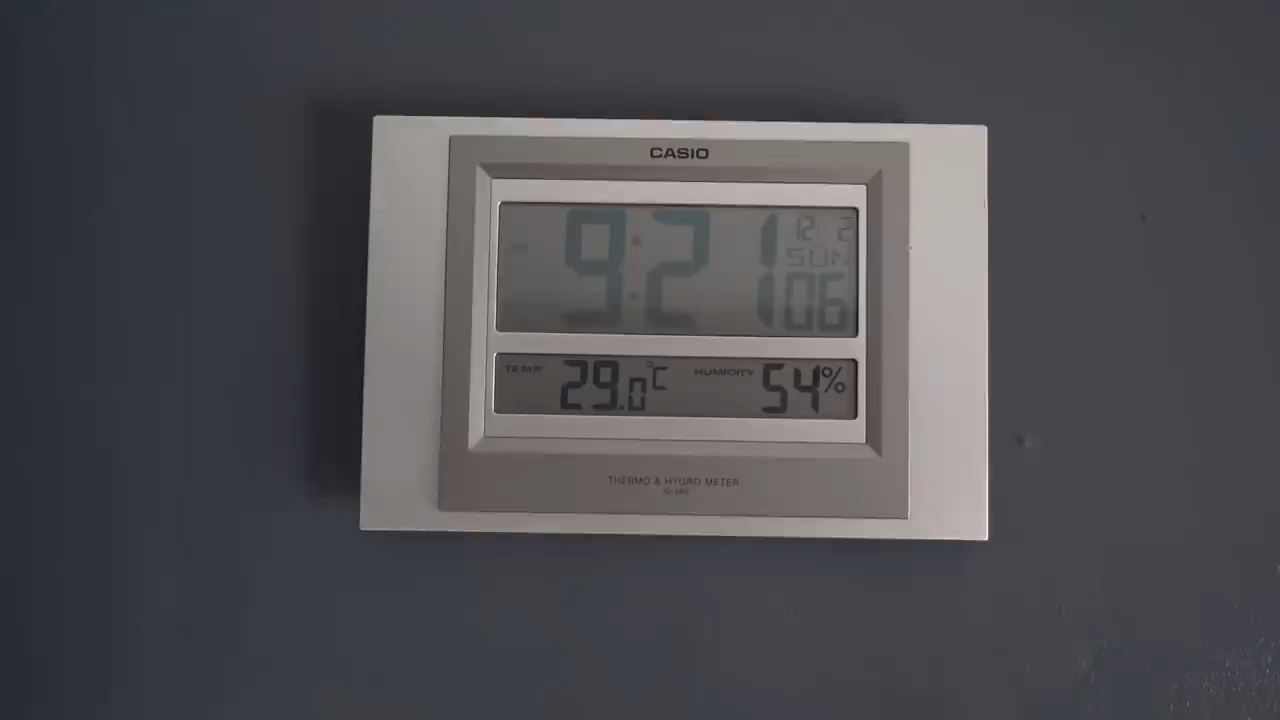 CASIO
9:21 12 2
SUN
06
TEMP 29.0°C HUMIDITY 54%
THERMO & HYGRO METER